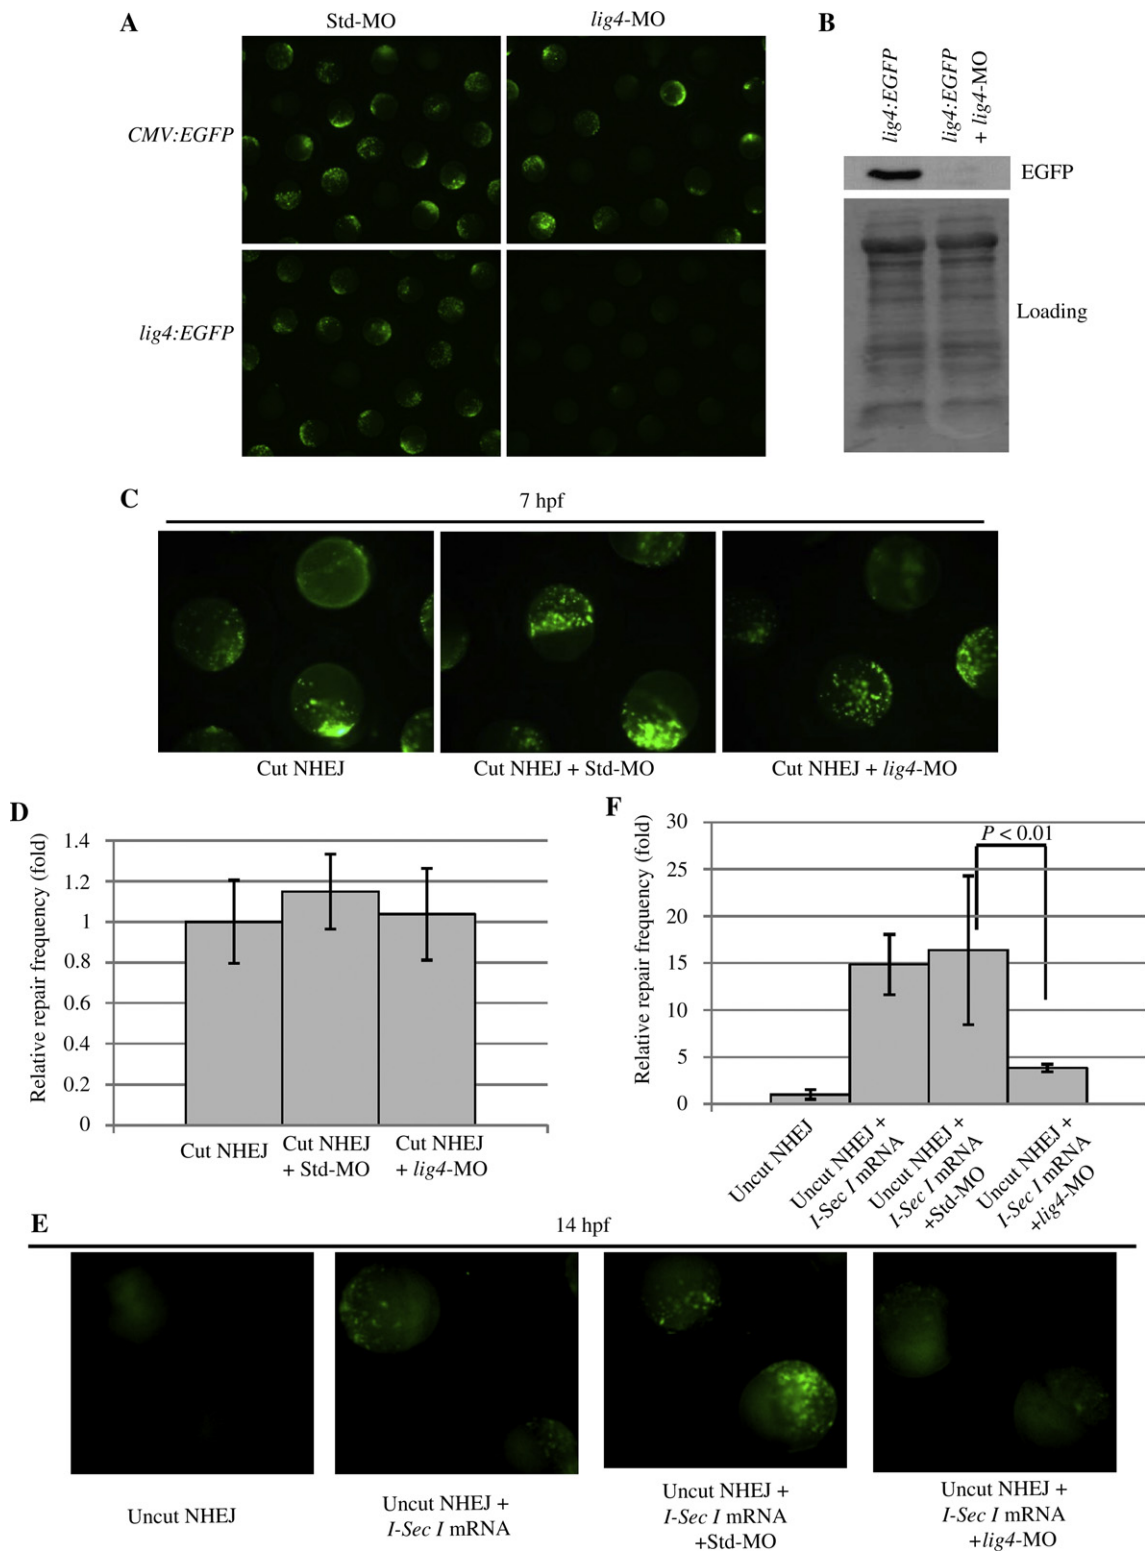 A
Std-MO
lig4-MO
CMV:EGFP
lig4:EGFP
B
lig4:EGFP
lig4:EGFP
+ lig4-MO
EGFP
Loading
C
7 hpf
Cut NHEJ
Cut NHEJ + Std-MO
Cut NHEJ + lig4-MO
D
Relative repair frequency (fold)
1.4
1.2
1
0.8
0.6
0.4
0.2
0
Cut NHEJ
Cut NHEJ
+ Std-MO
Cut NHEJ
+ lig4-MO
F
Relative repair frequency (fold)
30
25
20
15
10
5
0
P < 0.01
Uncut NHEJ
Uncut NHEJ +
I-Sec I mRNA
Uncut NHEJ +
I-Sec I mRNA
+Std-MO
Uncut NHEJ +
I-Sec I mRNA
+lig4-MO
E
14 hpf
Uncut NHEJ
Uncut NHEJ +
I-Sec I mRNA
Uncut NHEJ +
I-Sec I mRNA
+Std-MO
Uncut NHEJ +
I-Sec I mRNA
+lig4-MO